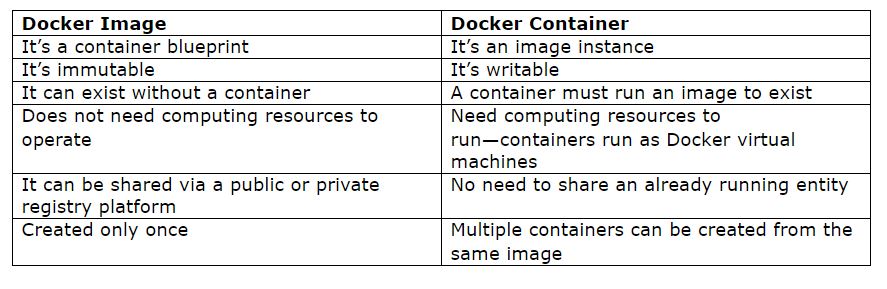 Docker Image Docker Container
It’s a container blueprint It’s an image instance
It’s immutable It’s writable
It can exist without a container A container must run an image to exist
Does not need computing resources to
operate
Need computing resources to
run—containers run as Docker virtual
machines
It can be shared via a public or private
registry platform
No need to share an already running entity
Created only once
Multiple containers can be created from the
same image